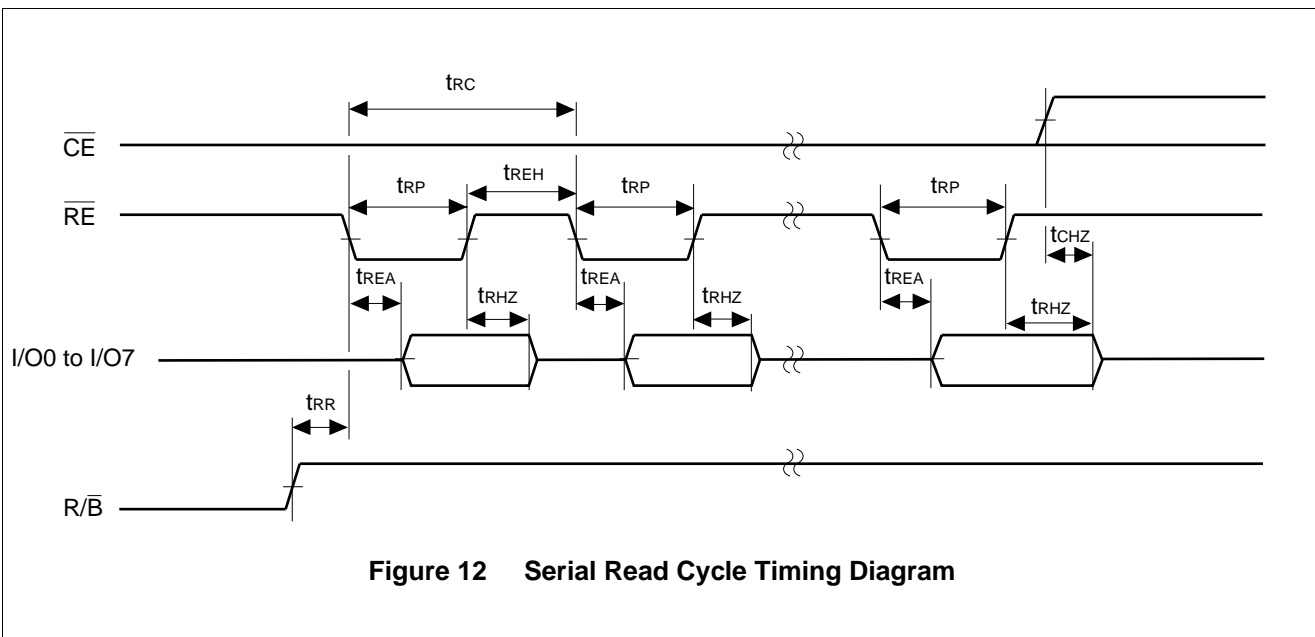 tRC
CE
tRP
tREH
tRP
tRP
RE
tCHZ
tREA
tRHZ
tREA
tRHZ
tREA
tRHZ
I/O0 to I/O7
tRR
R/B
Figure 12 Serial Read Cycle Timing Diagram